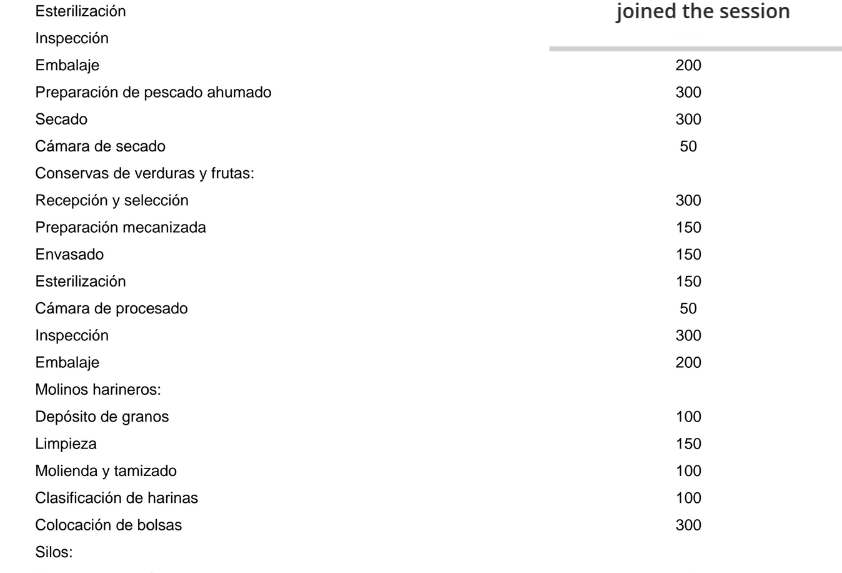 Esterilización
joined the session
Inspección
Embalaje 200
Preparación de pescado ahumado 300
Secado 300
Cámara de secado 50
Conservas de verduras y frutas:
Recepción y selección 300
Preparación mecanizada 150
Envasado 150
Esterilización 150
Cámara de procesado 50
Inspección 300
Embalaje 200
Molinos harineros:
Depósito de granos 100
Limpieza 150
Molienda y tamizado 100
Clasificación de harinas 100
Colocación de bolsas 300
Silos: